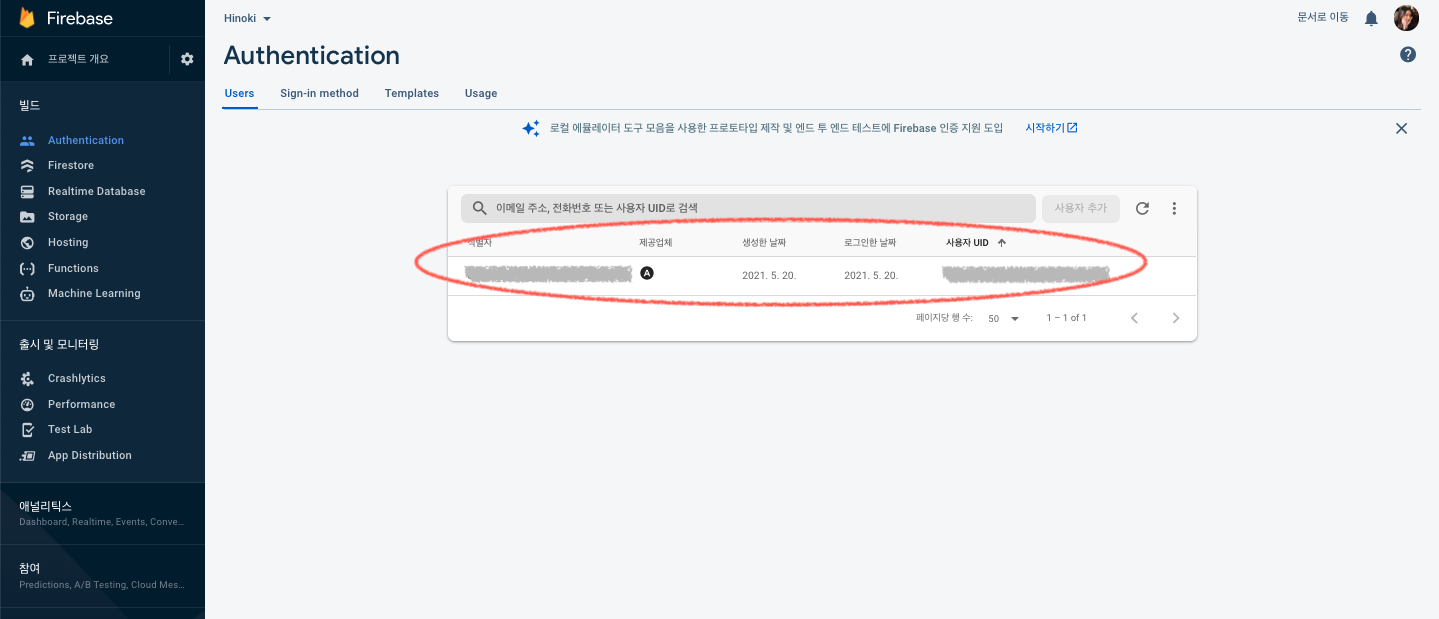 Firebase
Hinoki
문서로 이동
프로젝트 개요
Authentication
빌드
Users Sign-in method Templates Usage
로컬 에뮬레이터 도구 모음을 사용한 프로토타입 제작 및 엔드 투 엔드 테스트에 Firebase 인증 지원 도입 시작하기
Authentication
Firestore
Realtime Database
Storage
Hosting
Functions
Machine Learning
이메일 주소, 전화번호 또는 사용자 UID로 검색 사용자 추가
식별자 제공업체 생성한 날짜 로그인한 날짜 사용자 UID
A 2021. 5. 20. 2021. 5. 20.
페이지당 행 수: 50 1 – 1 of 1
출시 및 모니터링
Crashlytics
Performance
Test Lab
App Distribution
애널리틱스
Dashboard, Realtime, Events, Conve...
참여
Predictions, A/B Testing, Cloud Mes...